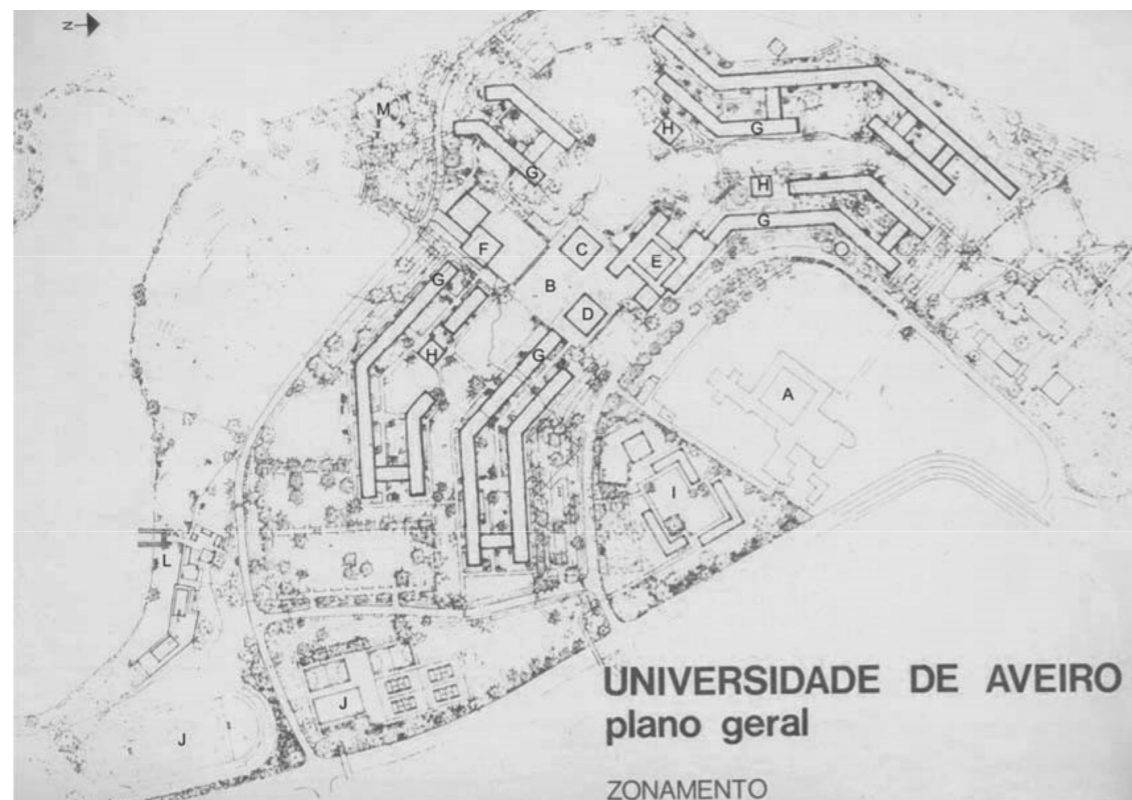 N
M
G
H
G
H
G
F
C
E
G
B
D
H
G
A
I
L
J
J
UNIVERSIDADE DE AVEIRO
plano geral
ZONAMENTO